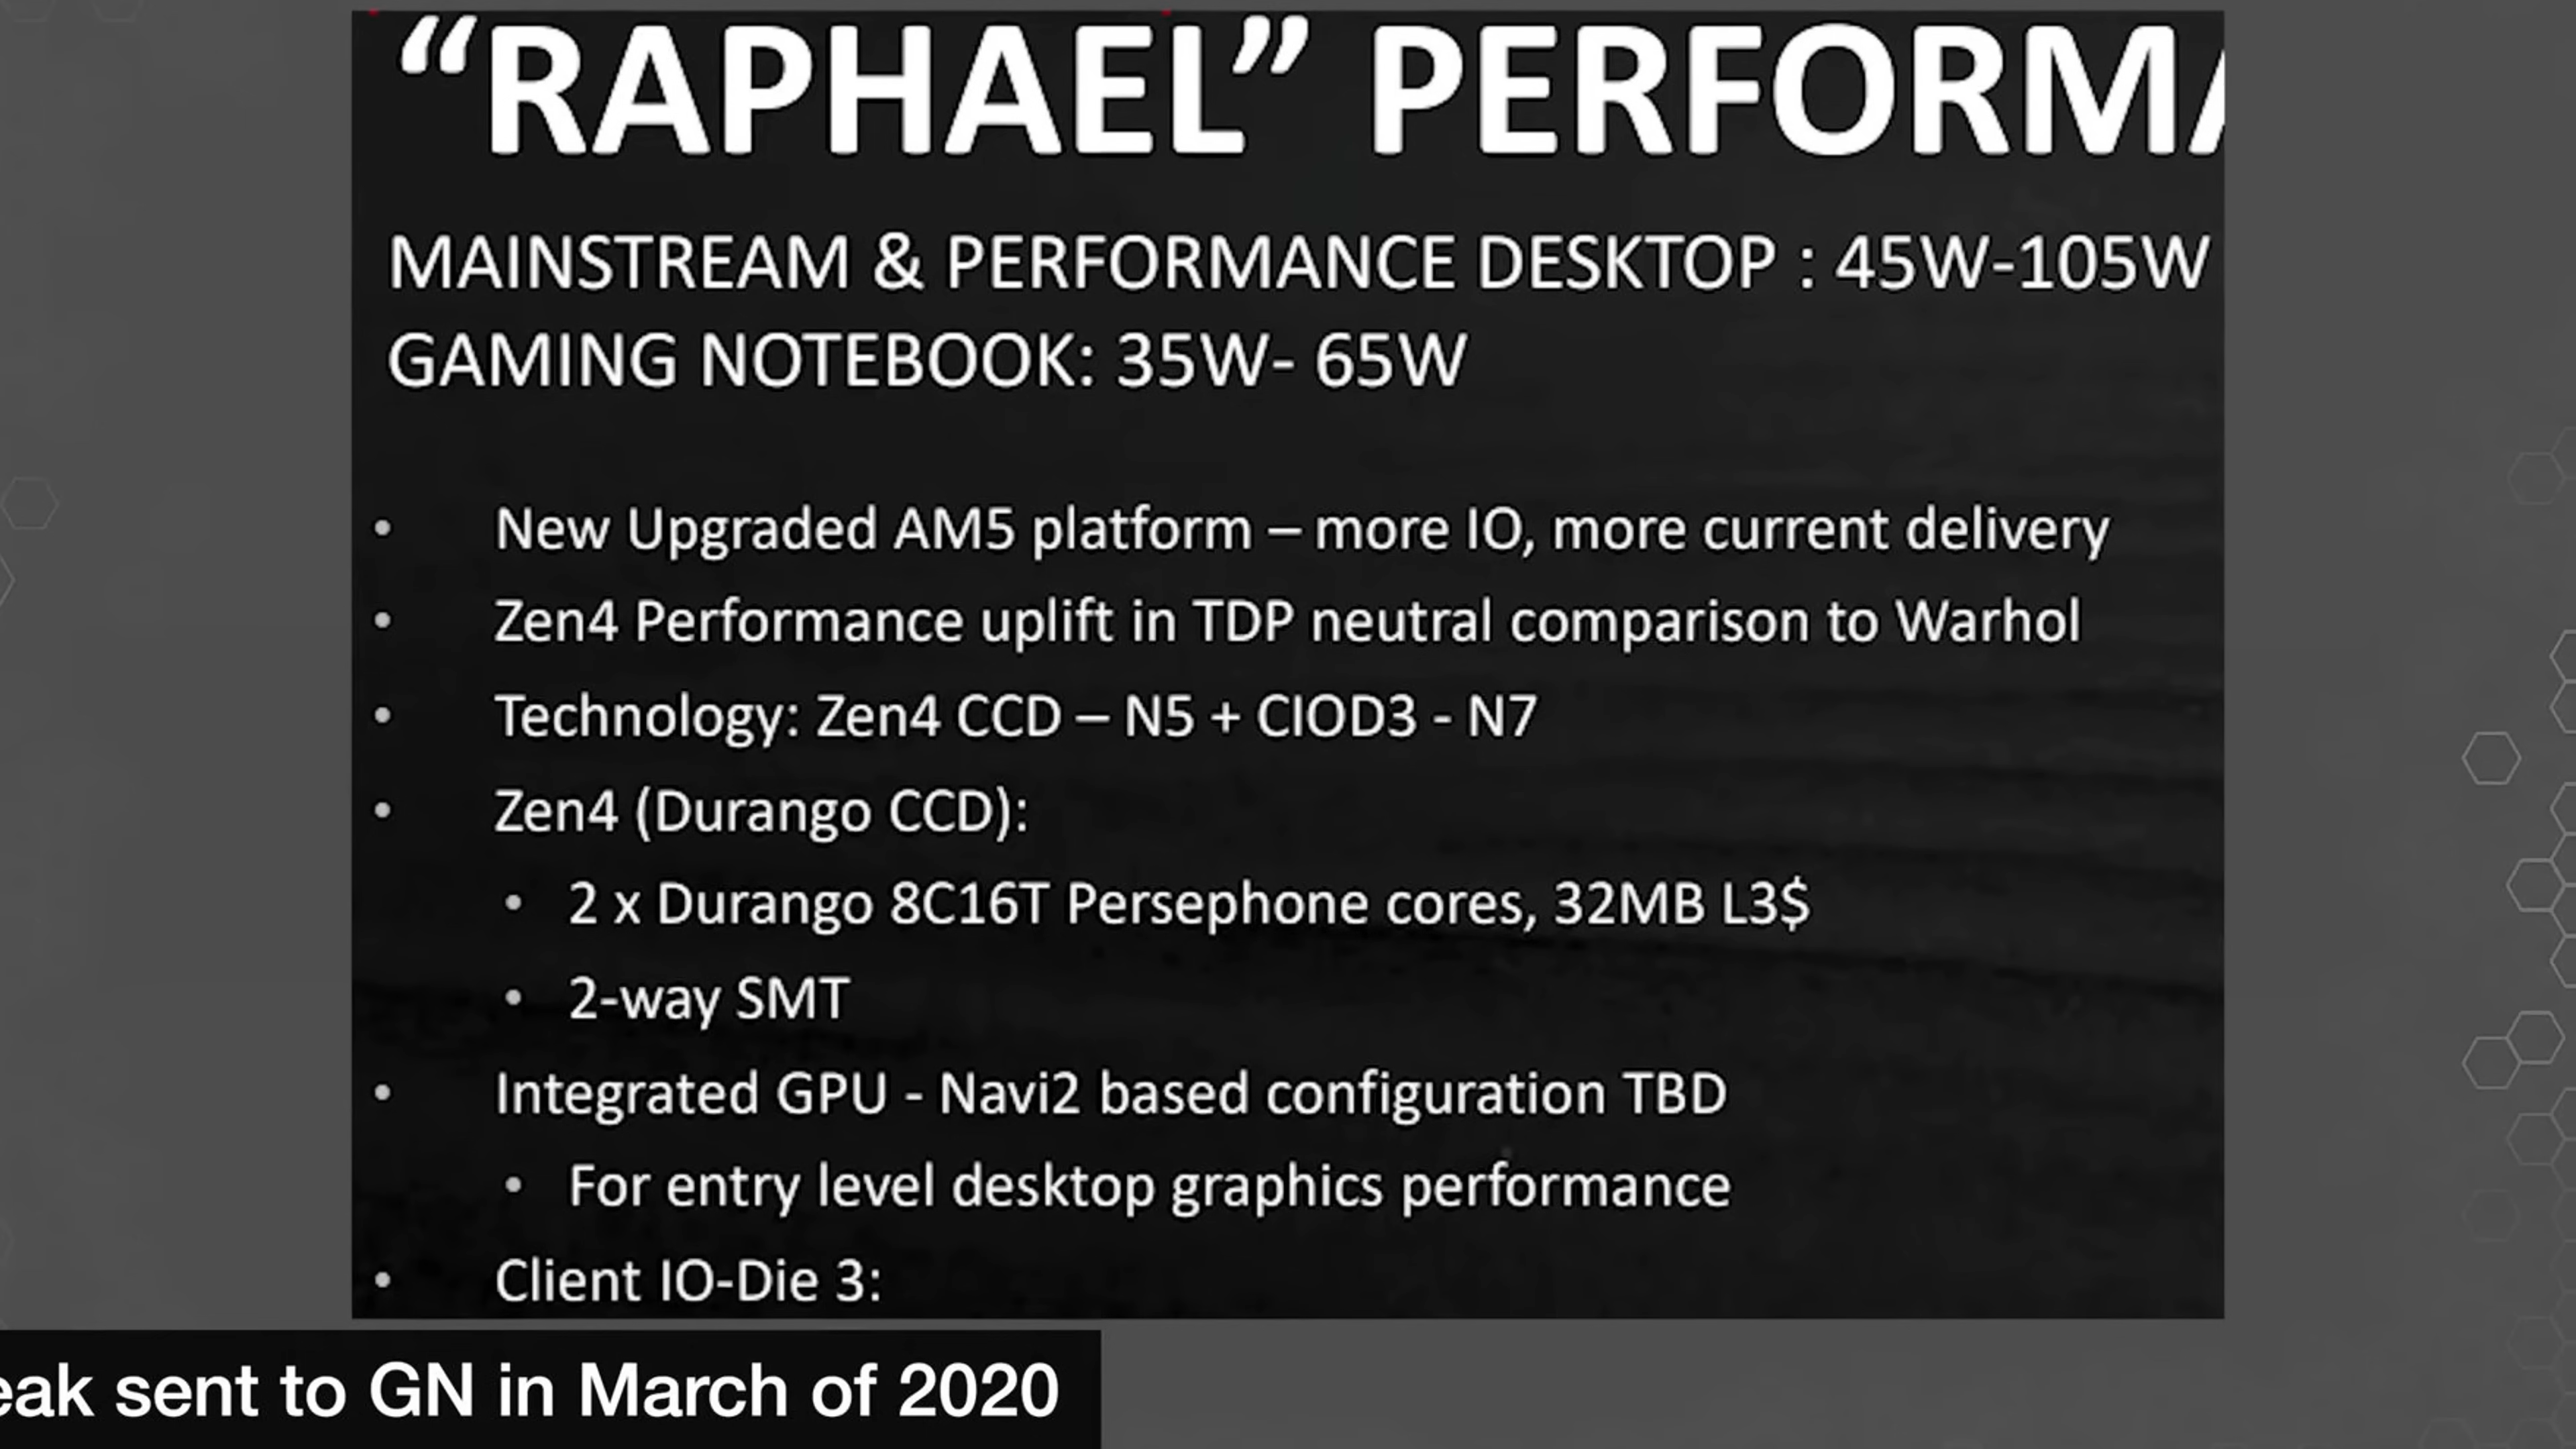 “RAPHAEL” PERFORMA
MAINSTREAM & PERFORMANCE DESKTOP : 45W-105W
GAMING NOTEBOOK: 35W- 65W
• New Upgraded AM5 platform – more IO, more current delivery
• Zen4 Performance uplift in TDP neutral comparison to Warhol
• Technology: Zen4 CCD – N5 + CIOD3 - N7
• Zen4 (Durango CCD):
• 2 x Durango 8C16T Persephone cores, 32MB L3$
• 2-way SMT
• Integrated GPU - Navi2 based configuration TBD
• For entry level desktop graphics performance
• Client IO-Die 3:
eak sent to GN in March of 2020